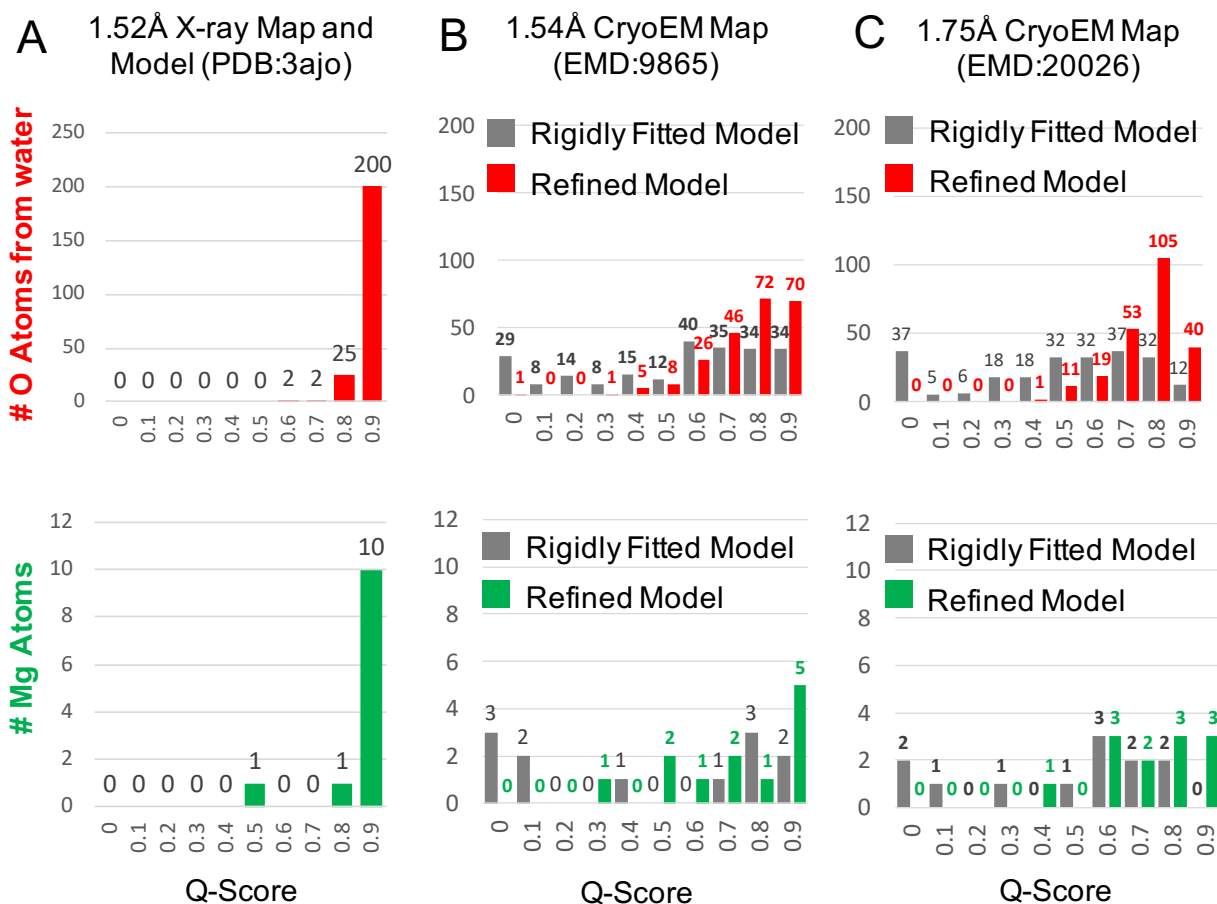 A
1.52Å X-ray Map and
Model (PDB:3ajo)
B
1.54Å CryoEM Map
(EMD:9865)
C
1.75Å CryoEM Map
(EMD:20026)
# O Atoms from water
250
200
150
100
50
0
0 0 0 0 0 0 2 2 25 200
0 0.1 0.2 0.3 0.4 0.5 0.6 0.7 0.8 0.9
200
150
100
50
0
Rigidly Fitted Model
Refined Model
29 1 8 0 14 0 8 1 15 5 12 8 40 26 35 46 34 72 34 70
0 0.1 0.2 0.3 0.4 0.5 0.6 0.7 0.8 0.9
200
150
100
50
0
Rigidly Fitted Model
Refined Model
37 0 5 0 6 0 18 0 18 1 32 11 32 19 37 53 32 105 12 40
0 0.1 0.2 0.3 0.4 0.5 0.6 0.7 0.8 0.9
# Mg Atoms
12
10
8
6
4
2
0
0 0 0 0 0 1 0 0 1 10
0 0.1 0.2 0.3 0.4 0.5 0.6 0.7 0.8 0.9
Q-Score
12
10
8
6
4
2
0
Rigidly Fitted Model
Refined Model
3 0 2 0 0 0 0 1 1 0 0 2 0 1 1 2 3 1 2 5
0 0.1 0.2 0.3 0.4 0.5 0.6 0.7 0.8 0.9
Q-Score
12
10
8
6
4
2
0
Rigidly Fitted Model
Refined Model
2 0 1 0 0 0 1 0 0 1 1 0 3 3 2 2 2 3 0 3
0 0.1 0.2 0.3 0.4 0.5 0.6 0.7 0.8 0.9
Q-Score